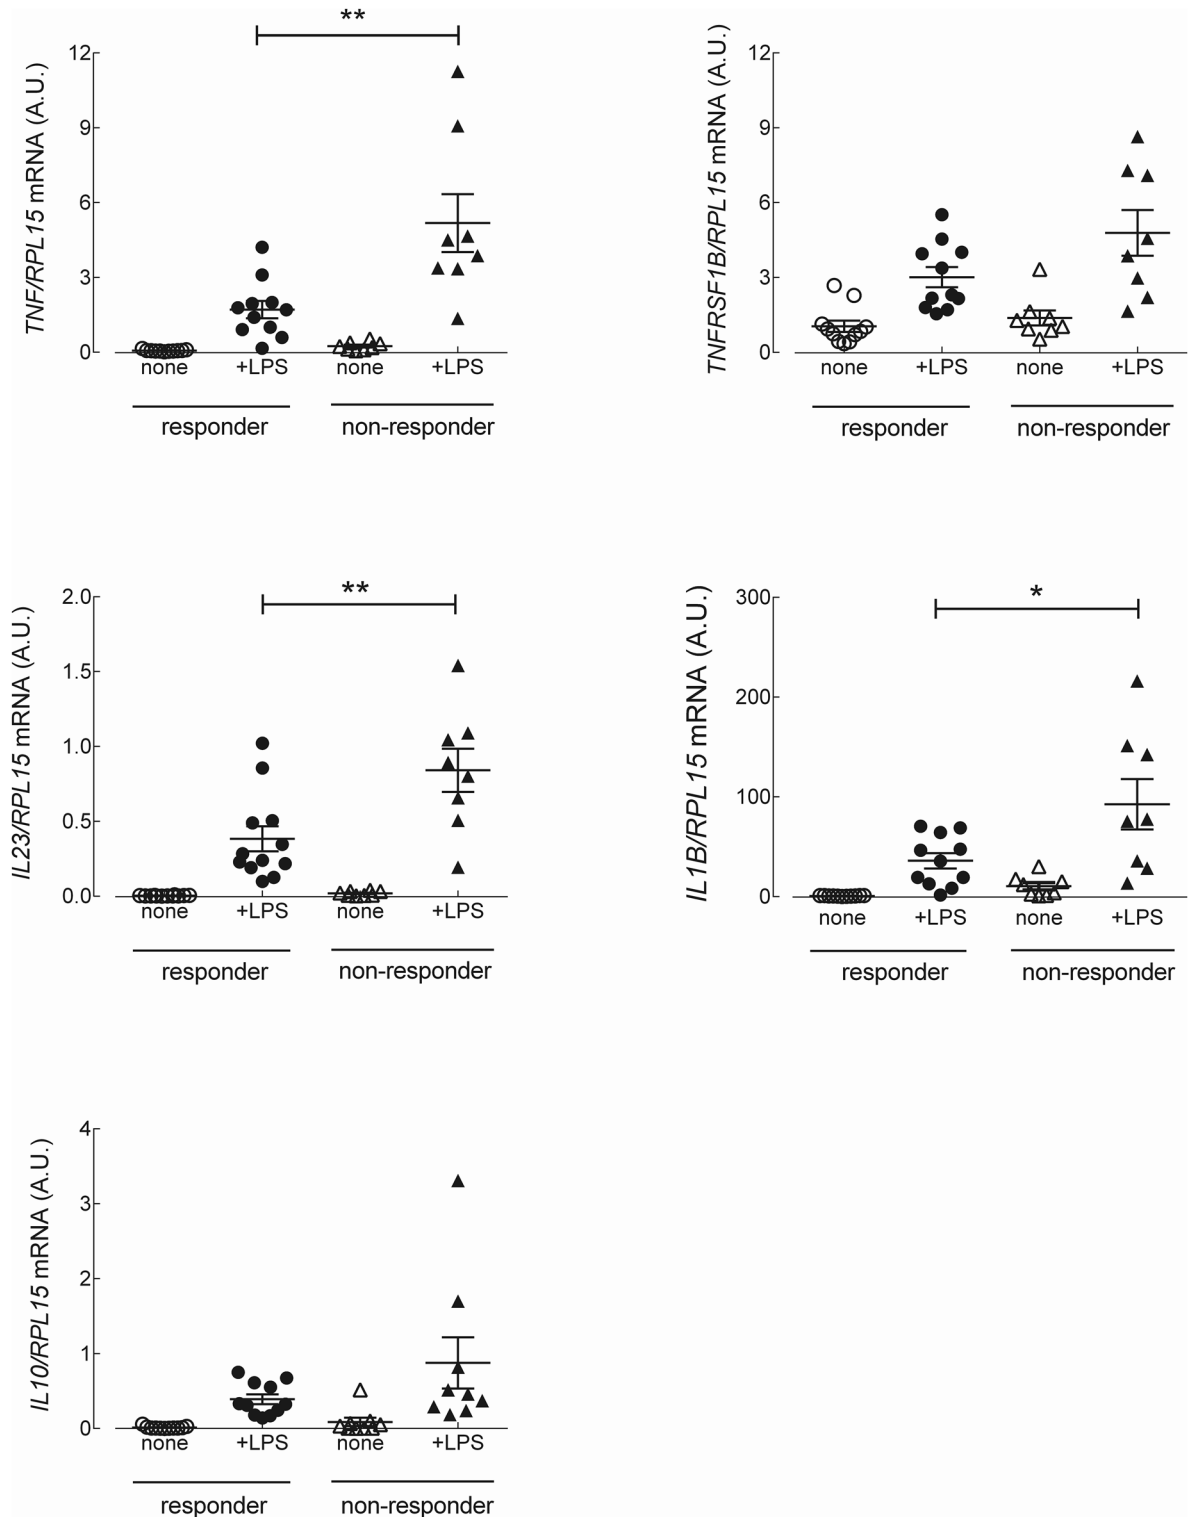 **
TNF/RPL15 mRNA (A.U.)
12
9
6
3
0
none
+LPS
none
+LPS
responder
non-responder
TNFRSF1B/RPL15 mRNA (A.U.)
12
9
6
3
0
none
+LPS
none
+LPS
responder
non-responder
**
IL23/RPL15 mRNA (A.U.)
2.0
1.5
1.0
0.5
0.0
none
+LPS
none
+LPS
responder
non-responder
*
IL1B/RPL15 mRNA (A.U.)
300
200
100
0
none
+LPS
none
+LPS
responder
non-responder
IL10/RPL15 mRNA (A.U.)
4
3
2
1
0
none
+LPS
none
+LPS
responder
non-responder